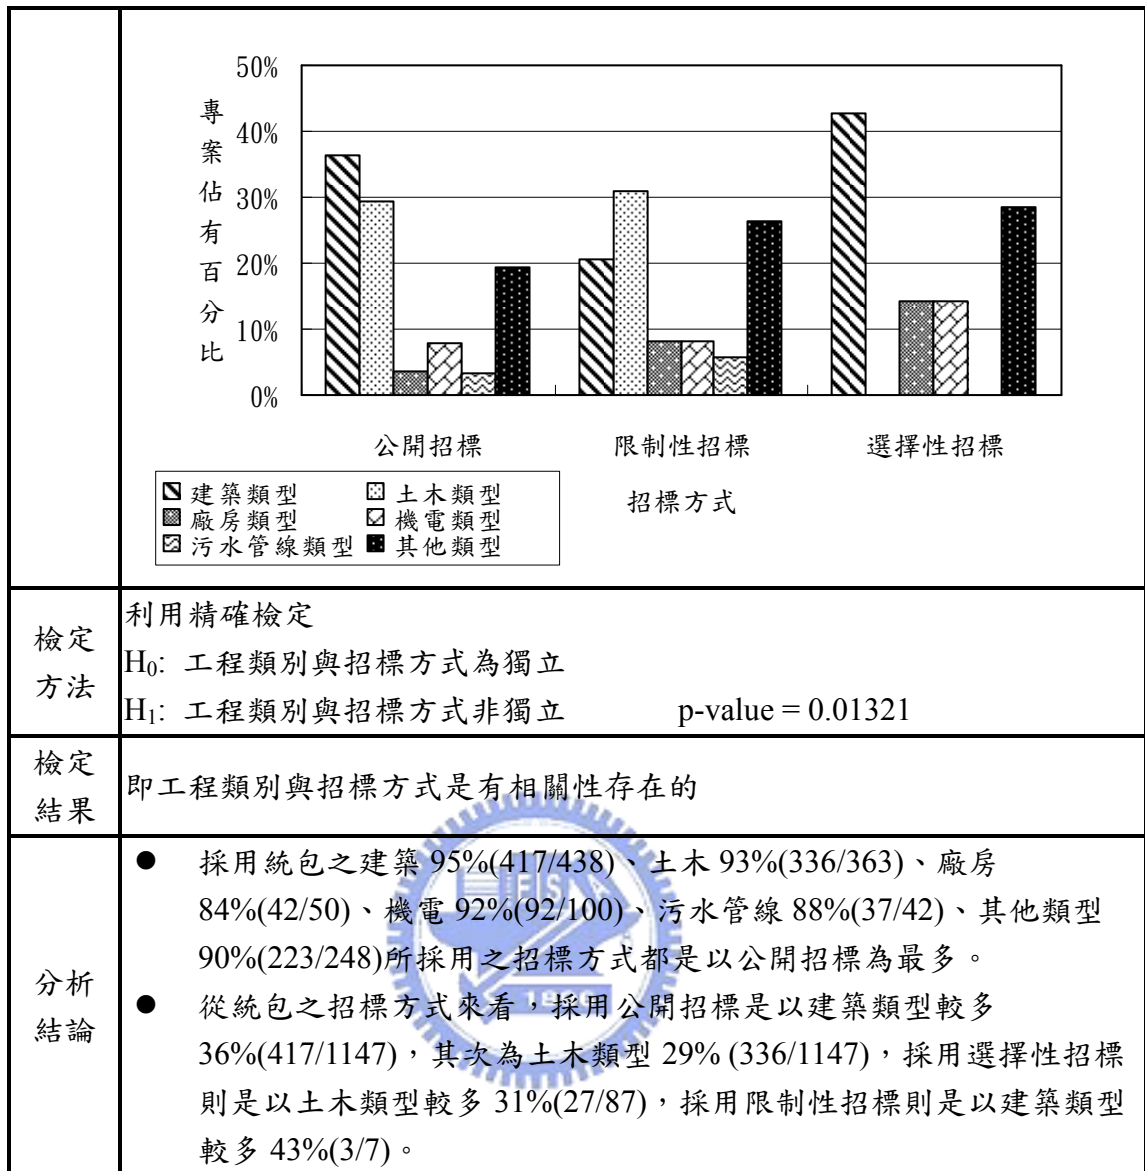 50%
40%
30%
20%
10%
0%
專案佔有百分比
公開招標 限制性招標 選擇性招標
招標方式
建築類型 土木類型
廠房類型 機電類型
污水管線類型 其他類型
檢定方法
利用精確檢定
H₀: 工程類別與招標方式為獨立
H₁: 工程類別與招標方式非獨立 p-value = 0.01321
檢定結果
即工程類別與招標方式是有相關性存在的
分析結論
● 採用統包之建築 95%(417/438)、土木 93%(336/363)、廠房
84%(42/50)、機電 92%(92/100)、污水管線 88%(37/42)、其他類型
90%(223/248)所採用之招標方式都是以公開招標為最多。
● 從統包之招標方式來看，採用公開招標是以建築類型較多
36%(417/1147)，其次為土木類型 29% (336/1147)，採用選擇性招標
則是以土木類型較多 31%(27/87)，採用限制性招標則是以建築類型
較多 43%(3/7)。